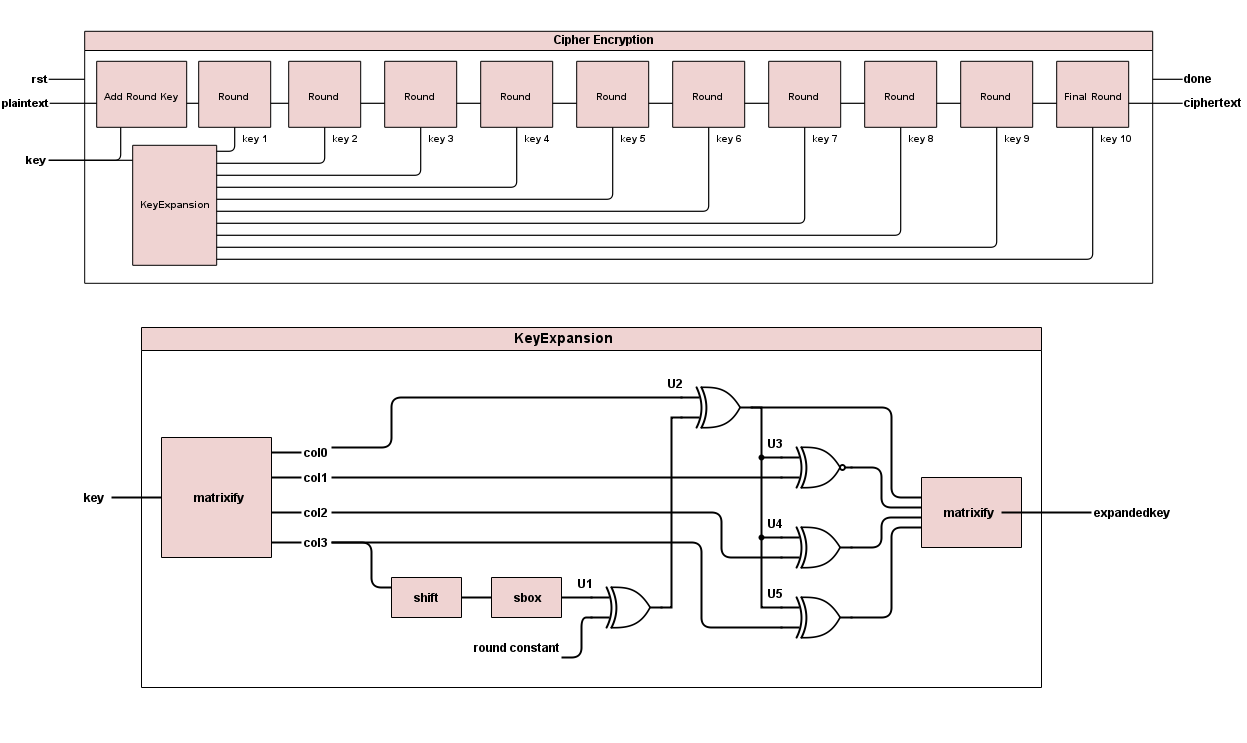 Cipher Encryption
rst
done
Add Round Key
Round
Round
Round
Round
Round
Round
Round
Round
Round
Final Round
plaintext
ciphertext
key 1
key 2
key 3
key 4
key 5
key 6
key 7
key 8
key 9
key 10
key
KeyExpansion
KeyExpansion
U2
U3
col0
col1
key
matrixify
col2
matrixify
expandedkey
U4
col3
U1
U5
shift
sbox
round constant